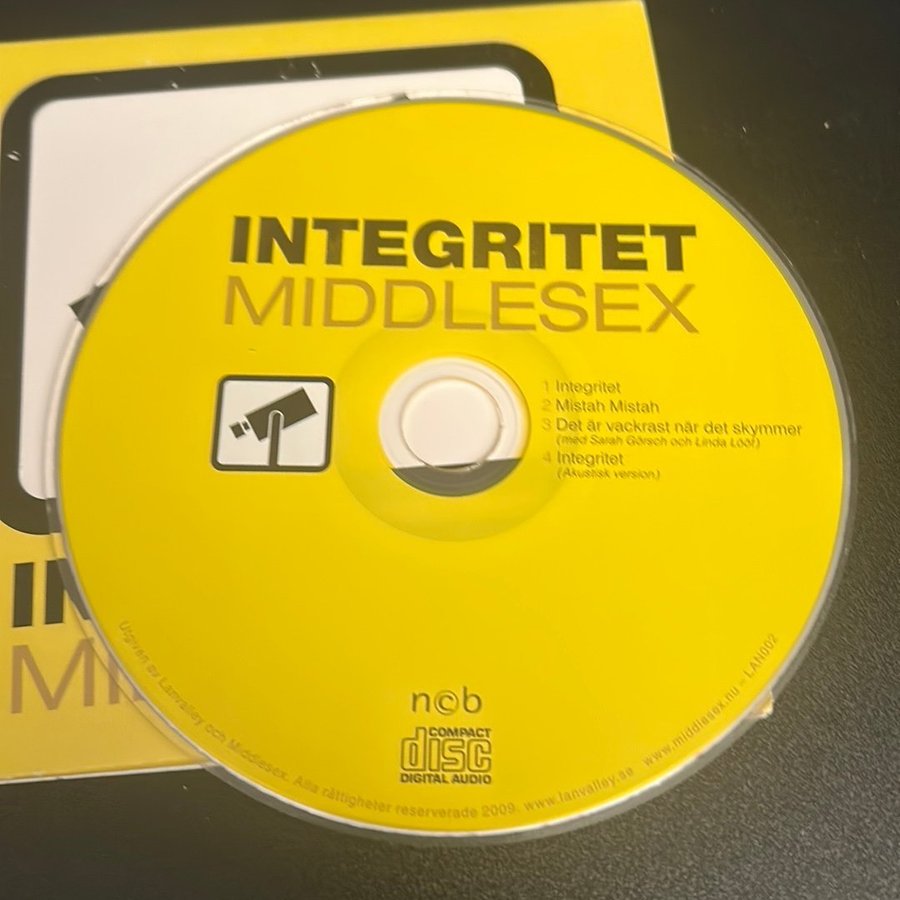 INTEGRITET
MIDDLESEX
1 Integritet
2 Mistah Mistah
3 Det är vackrast när det skymmer
(med Sarah Görsch och Linda Lööf)
4 Integritet
(Akustisk version)
n©b
COMPACT
disc
DIGITAL AUDIO
Utgiven av Lanvalley och Middlesex. Alla rättigheter reserverade 2009. www.lanvalley.se www.middlesex.nu - LAN002
IN
MI